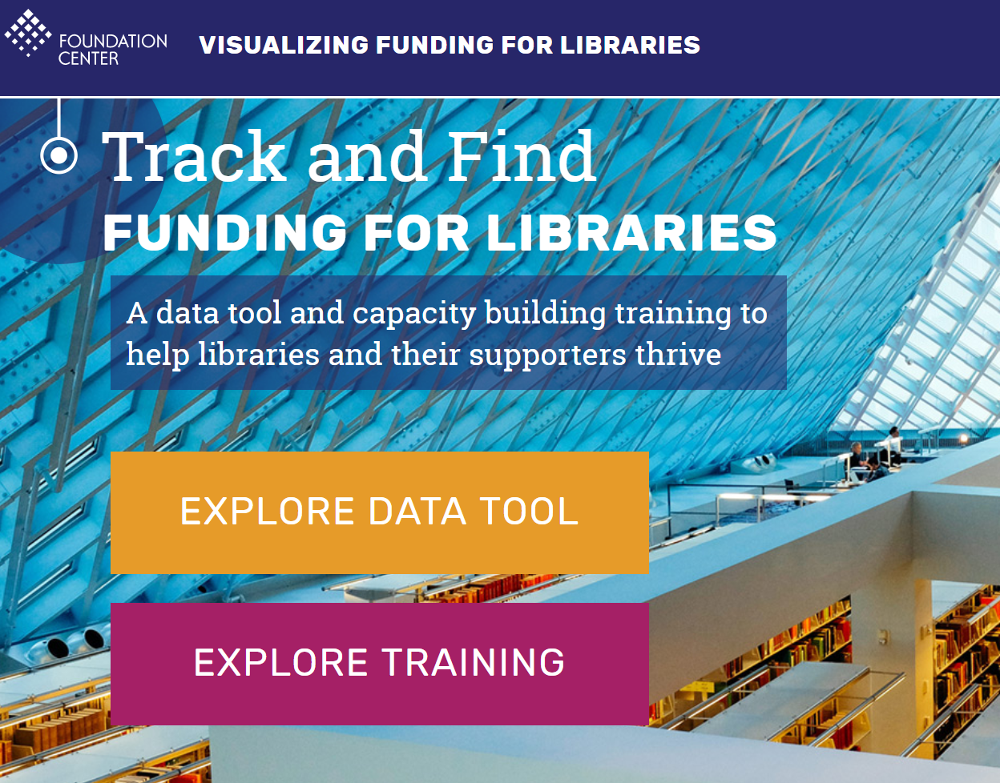 FOUNDATION
CENTER
VISUALIZING FUNDING FOR LIBRARIES
Track and Find
FUNDING FOR LIBRARIES
A data tool and capacity building training to
help libraries and their supporters thrive
EXPLORE DATA TOOL
EXPLORE TRAINING